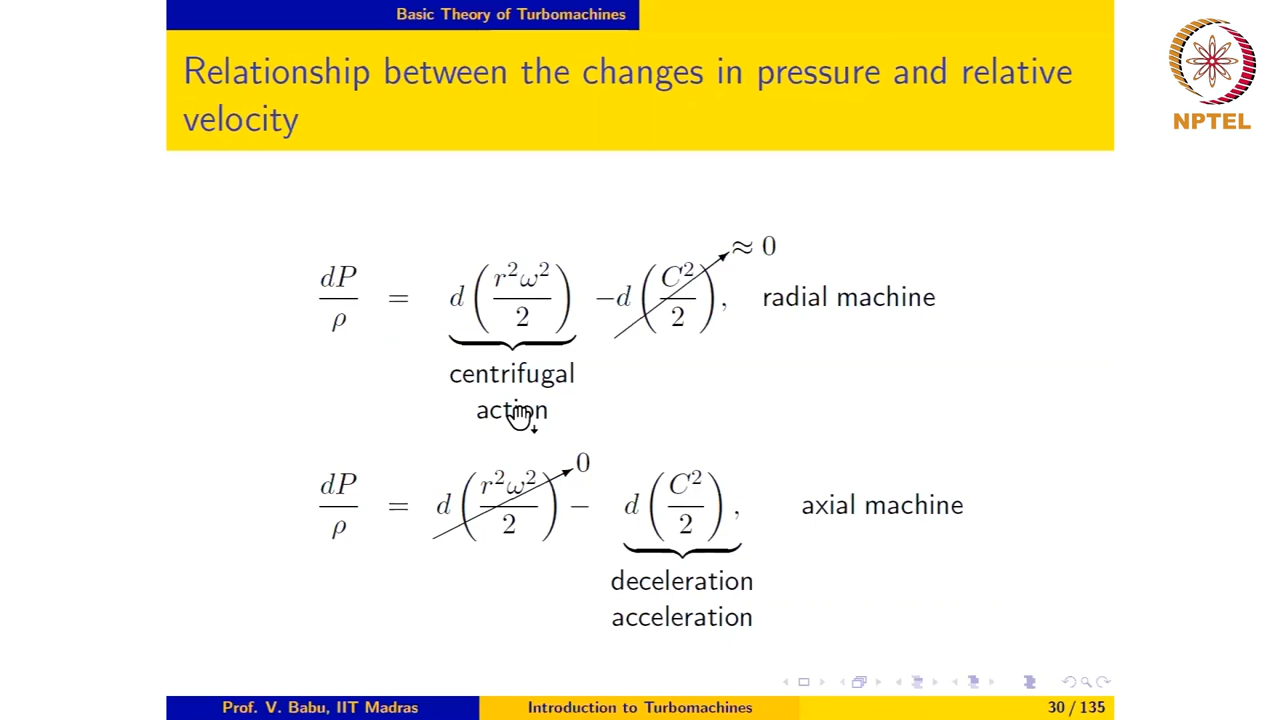 Basic Theory of Turbomachines
Relationship between the changes in pressure and relative
velocity
NPTEL
≈ 0
dP/ρ = d(r²ω²/2) −d(C²/2), radial machine
centrifugal
action
0
dP/ρ = d(r²ω²/2) − d(C²/2), axial machine
deceleration
acceleration
Prof. V. Babu, IIT Madras Introduction to Turbomachines 30 / 135